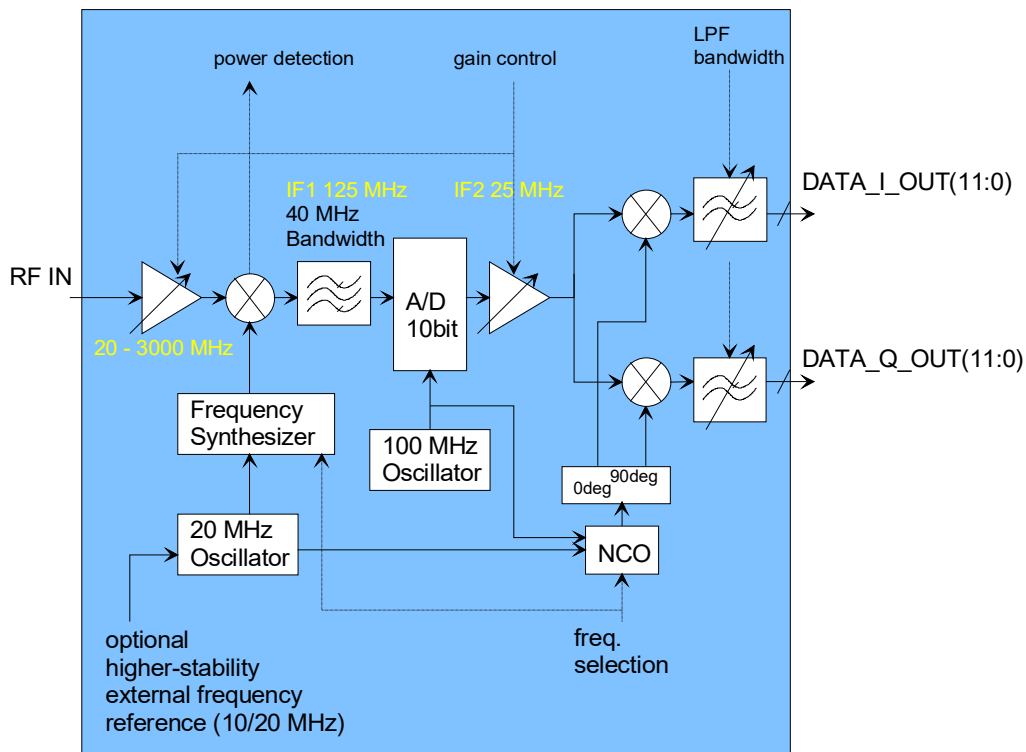 LPF
bandwidth
power detection
gain control
IF1 125 MHz
40 MHz
Bandwidth
IF2 25 MHz
DATA_I_OUT(11:0)
RF IN
A/D
10bit
20 - 3000 MHz
DATA_Q_OUT(11:0)
Frequency
Synthesizer
100 MHz
Oscillator
0deg
90deg
20 MHz
Oscillator
NCO
optional
higher-stability
external frequency
reference (10/20 MHz)
freq.
selection